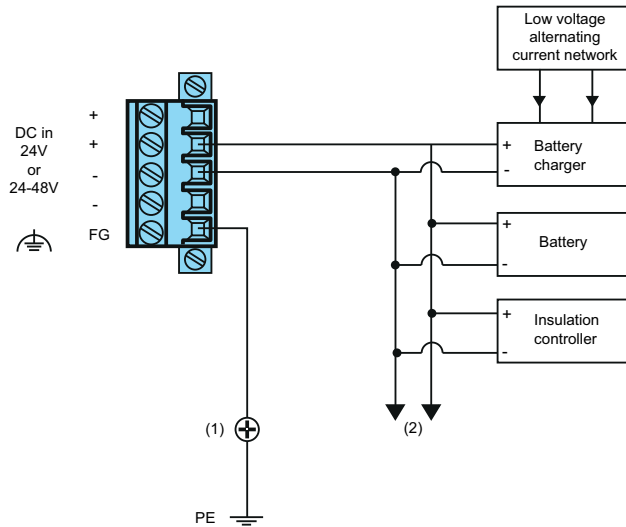 Low voltage
alternating
current network
DC in
24V
or
24-48V
+
+
-
-
FG
+
-
Battery
charger
+
-
Battery
+
-
Insulation
controller
(1)
(2)
PE